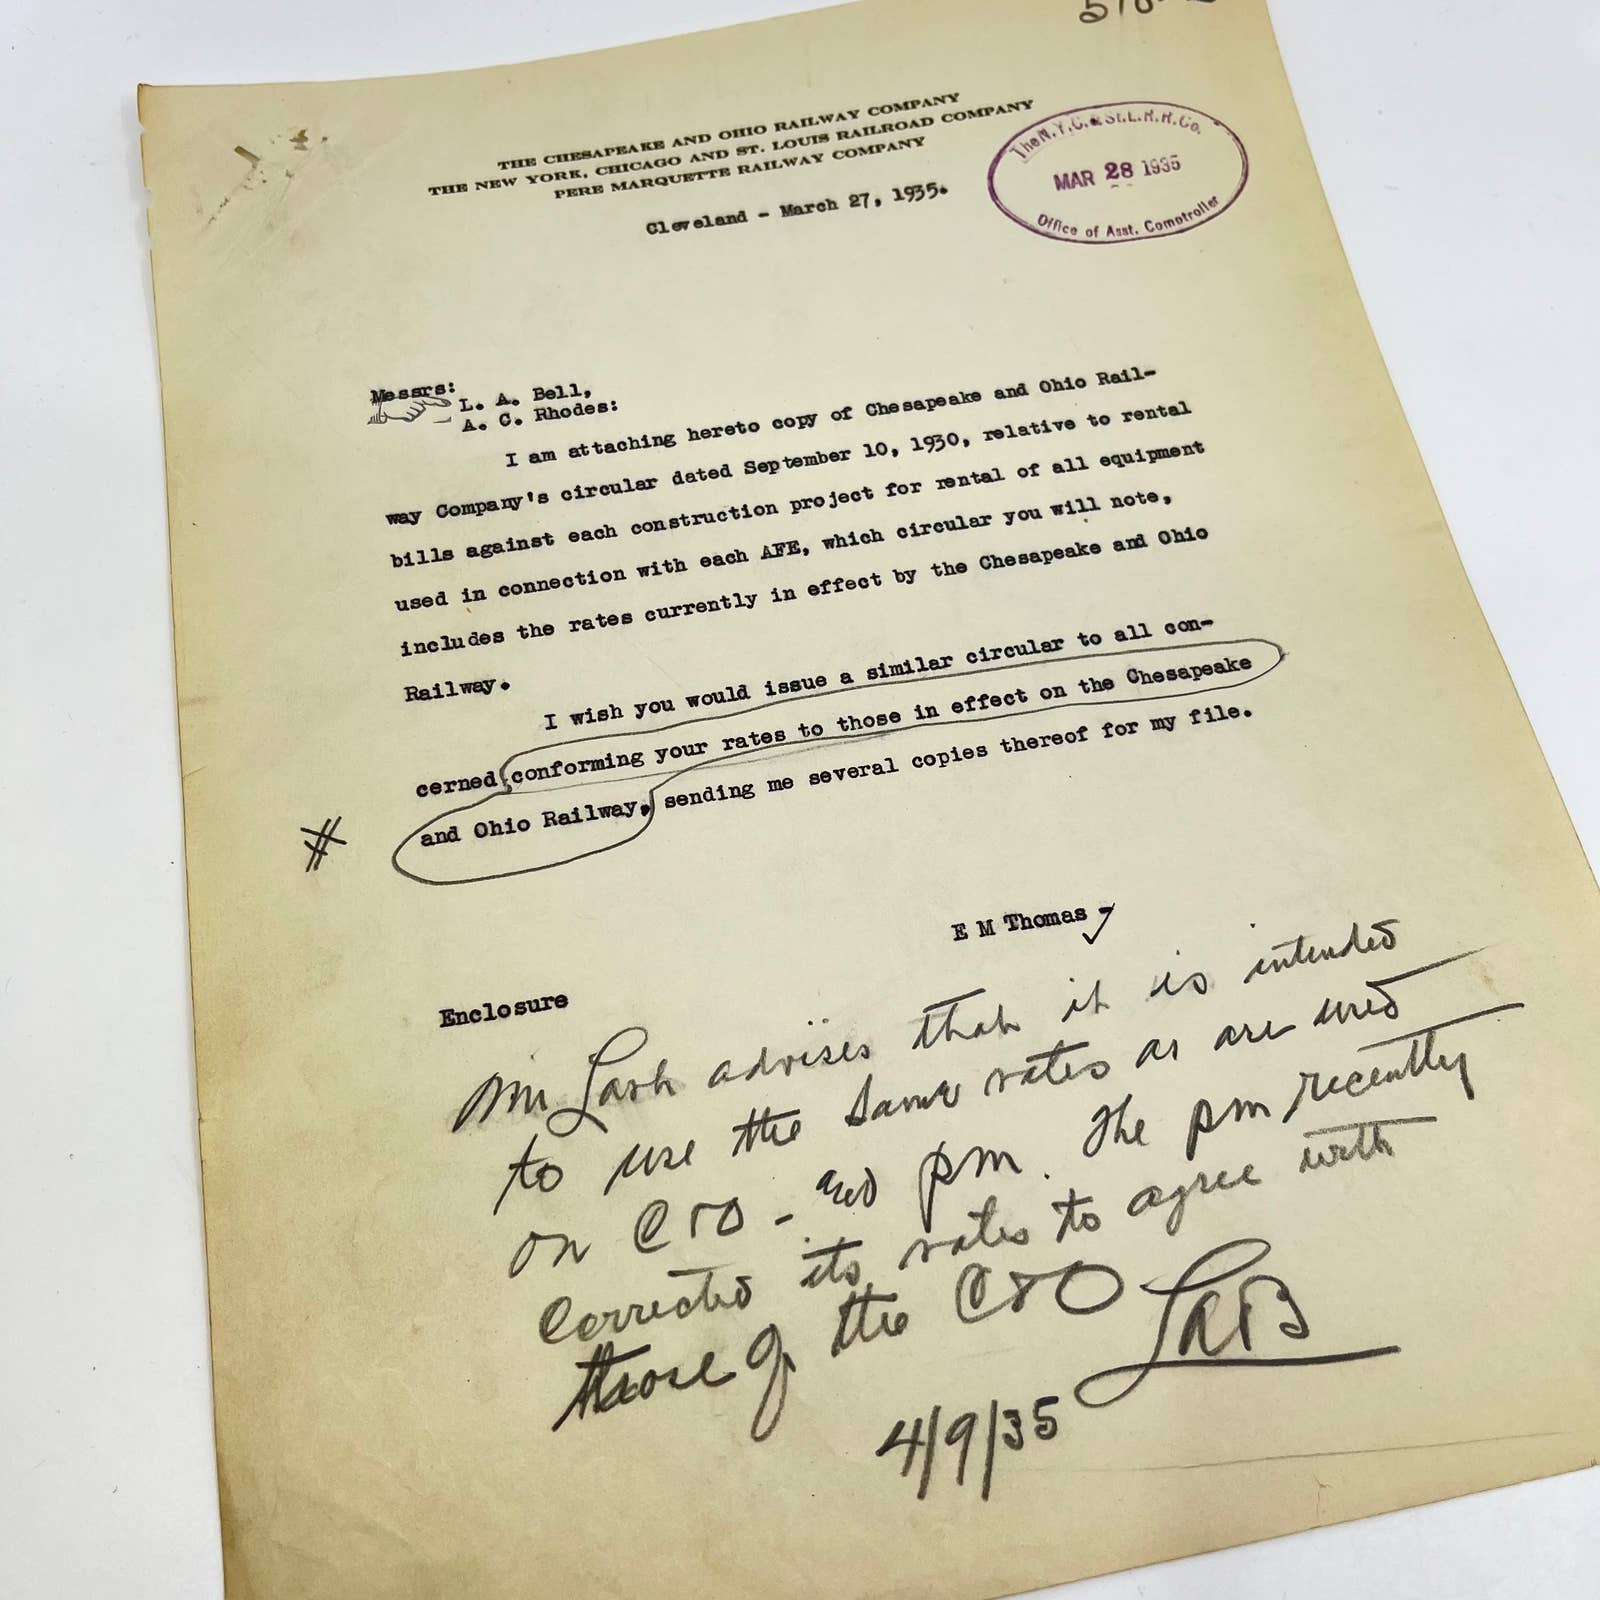 THE CHESAPEAKE AND OHIO RAILWAY COMPANY
THE NEW YORK, CHICAGO AND ST. LOUIS RAILROAD COMPANY
PERE MARQUETTE RAILWAY COMPANY
The N.Y.C. & St.L.R.R.Co.
MAR 28 1935
Office of Asst. Comptroller
Cleveland - March 27, 1935.
Messrs:
L. A. Bell,
A. C. Rhodes:
I am attaching hereto copy of Chesapeake and Ohio Rail-
way Company's circular dated September 10, 1930, relative to rental
bills against each construction project for rental of all equipment
used in connection with each AFE, which circular you will note,
includes the rates currently in effect by the Chesapeake and Ohio
Railway.
I wish you would issue a similar circular to all con-
cerned, conforming your rates to those in effect on the Chesapeake
and Ohio Railway, sending me several copies thereof for my file.
#
E M Thomas
Enclosure
Mr advises that it is intended
to use the same rates as are used
on C&O - and PM. The PM recently
corrected its rates to agree with
those of the C&O LAB
4/9/35